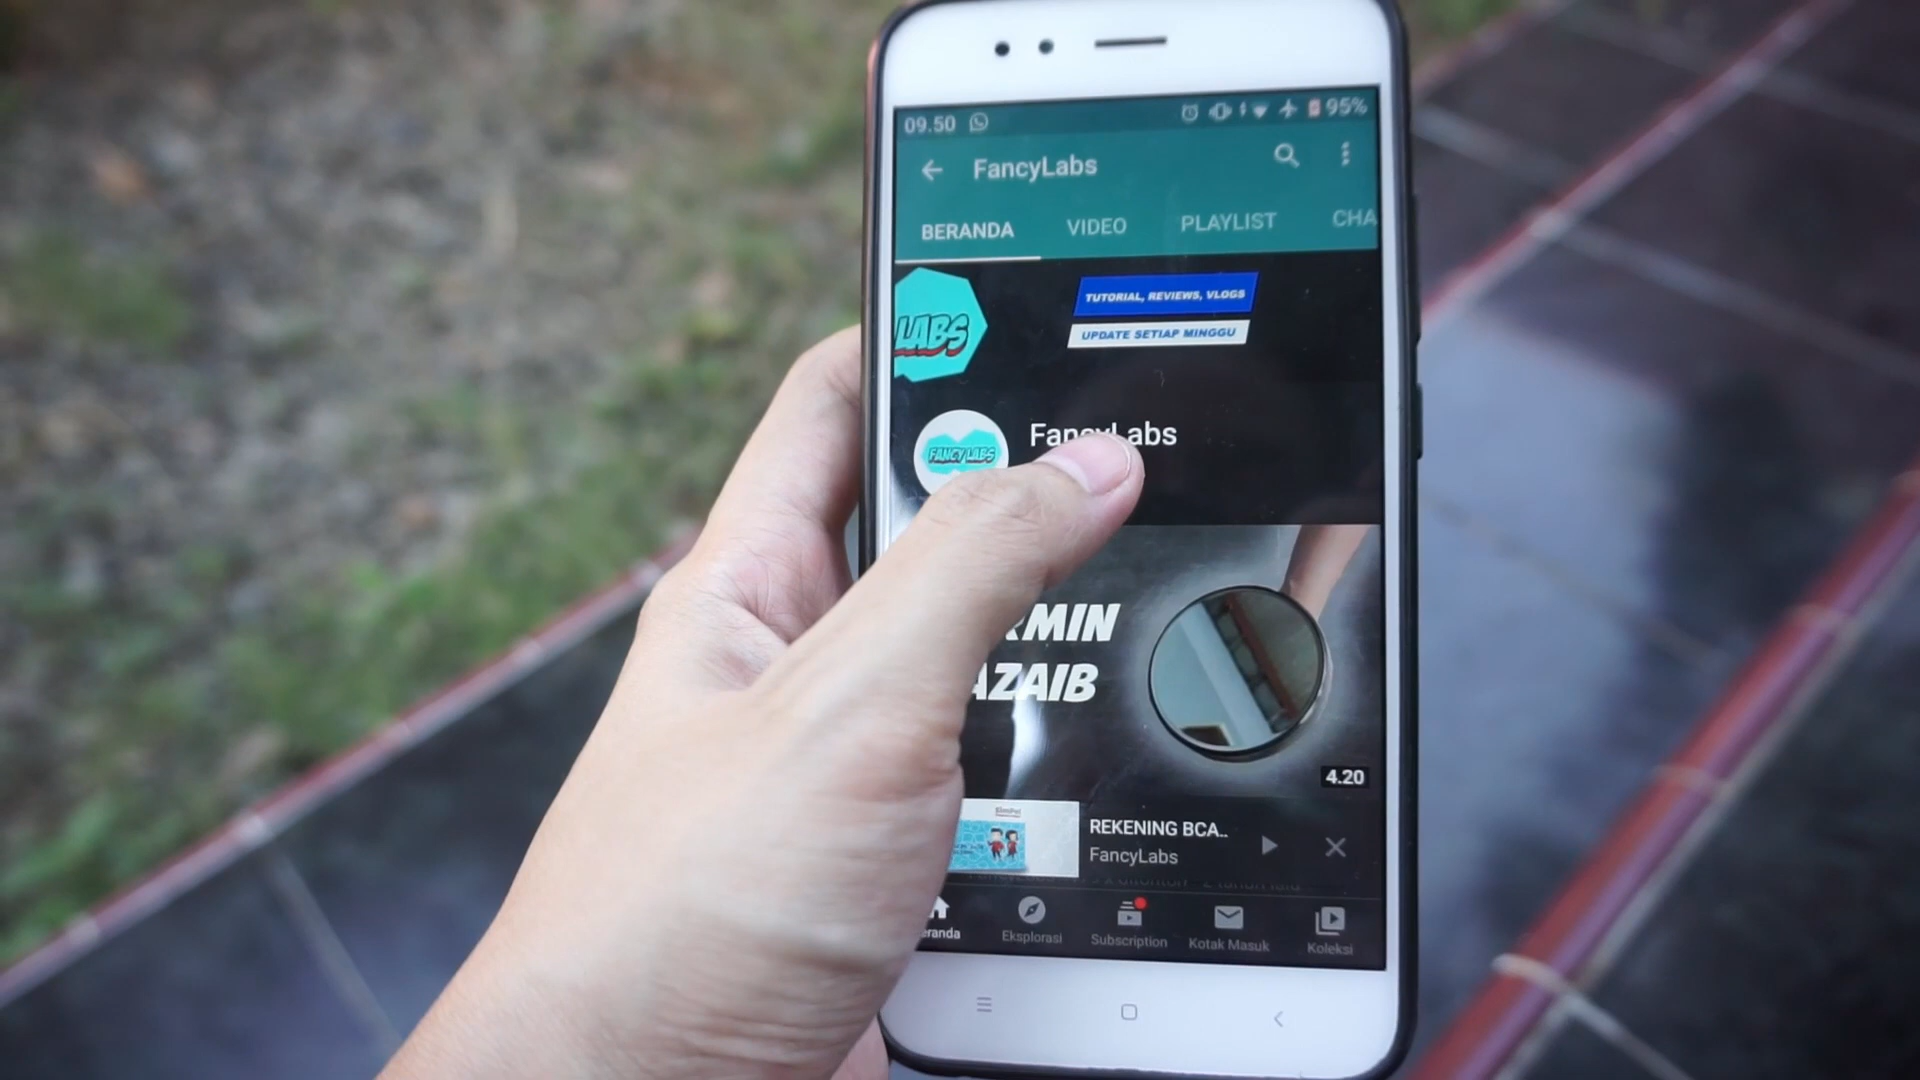 09.50
95%
FancyLabs
BERANDA VIDEO PLAYLIST CHA
LABS
TUTORIAL, REVIEWS, VLOGS
UPDATE SETIAP MINGGU
FANCY LABS
FancyLabs
RMIN
AZAIB
4.20
REKENING BCA..
FancyLabs
eranda Eksplorasi Subscription Kotak Masuk Koleksi